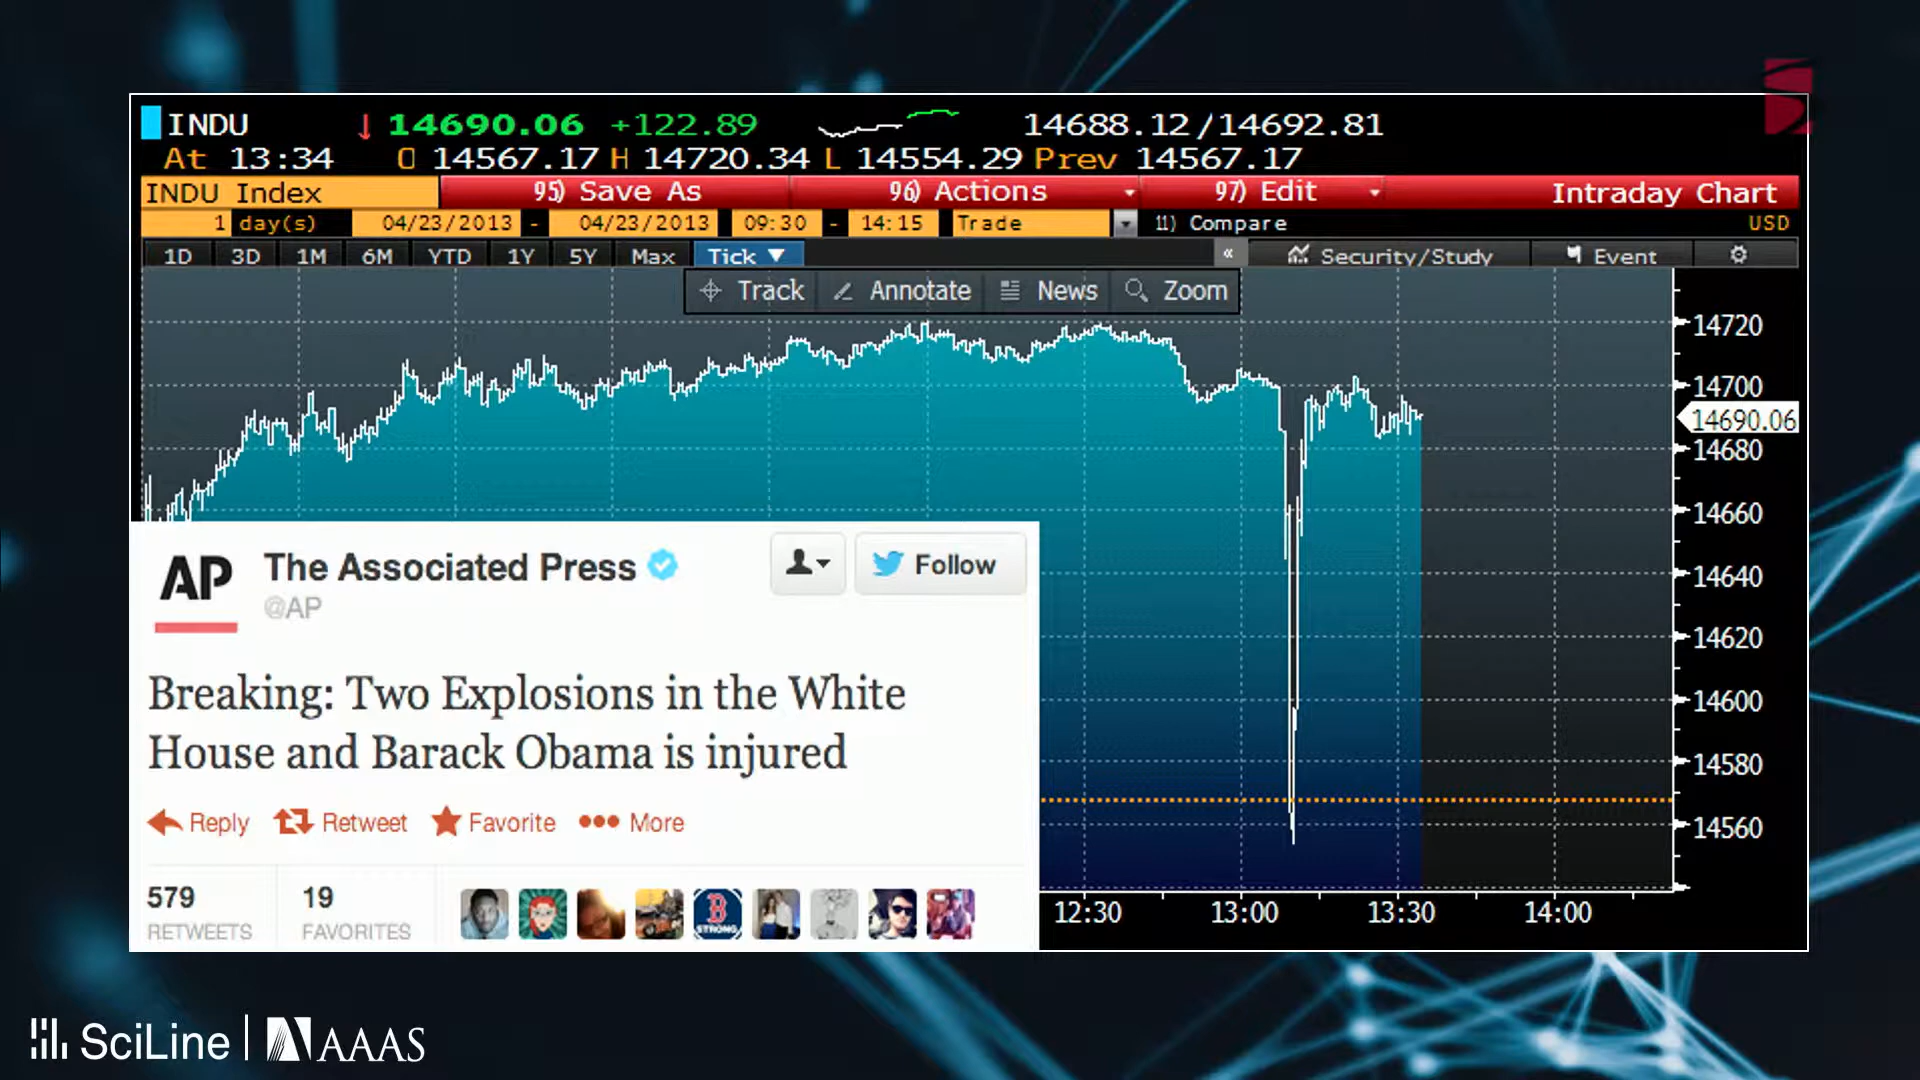 INDU ↓ 14690.06 +122.89 14688.12/14692.81
At 13:34 O 14567.17 H 14720.34 L 14554.29 Prev 14567.17
INDU Index 95) Save As 96) Actions 97) Edit Intraday Chart
1 day(s) 04/23/2013 - 04/23/2013 09:30 - 14:15 Trade 11) Compare USD
1D 3D 1M 6M YTD 1Y 5Y Max Tick ▼ « Security/Study Event
Track Annotate News Zoom
14720
14700
14690.06
14680
14660
14640
14620
14600
14580
14560
12:30 13:00 13:30 14:00
AP The Associated Press
@AP
Follow
Breaking: Two Explosions in the White
House and Barack Obama is injured
Reply Retweet Favorite ••• More
579 19
RETWEETS FAVORITES
B
STRONG
SciLine | AAAS